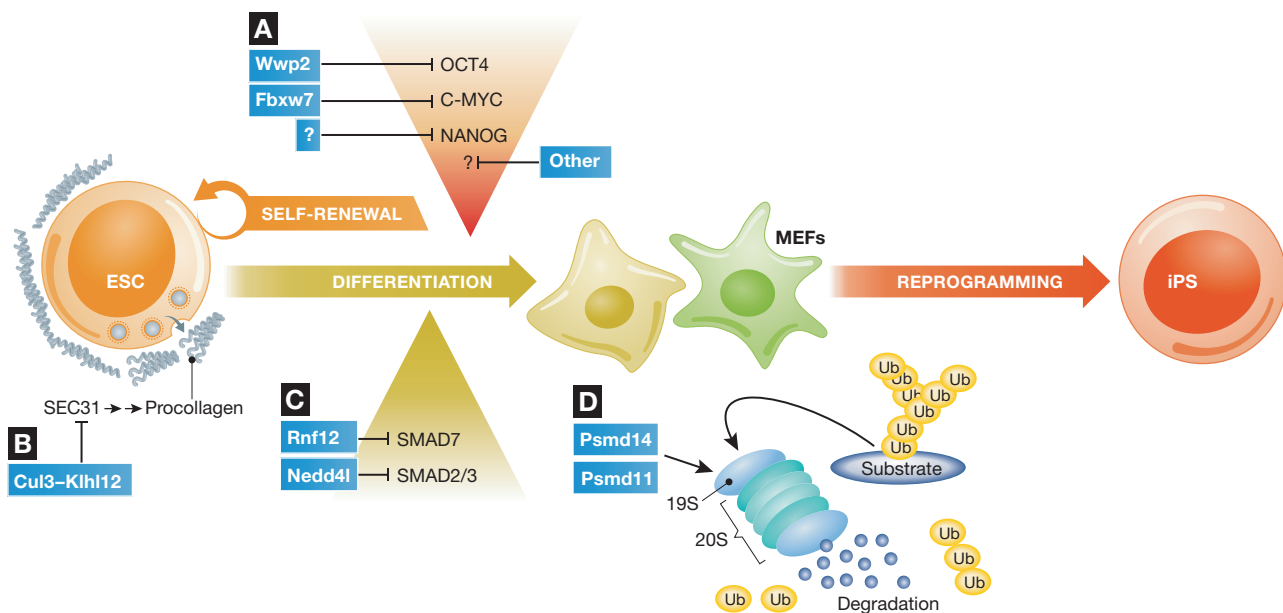 A
Wwp2
OCT4
Fbxw7
C-MYC
?
NANOG
?
Other
SELF-RENEWAL
ESC
DIFFERENTIATION
MEFs
REPROGRAMMING
iPS
SEC31
Procollagen
B
Cul3–Klhl12
C
Rnf12
SMAD7
Nedd4l
SMAD2/3
D
Psmd14
Psmd11
19S
20S
Ub
Ub
Ub
Ub
Ub
Ub
Ub
Ub
Substrate
Ub
Ub
Ub
Ub
Ub
Degradation